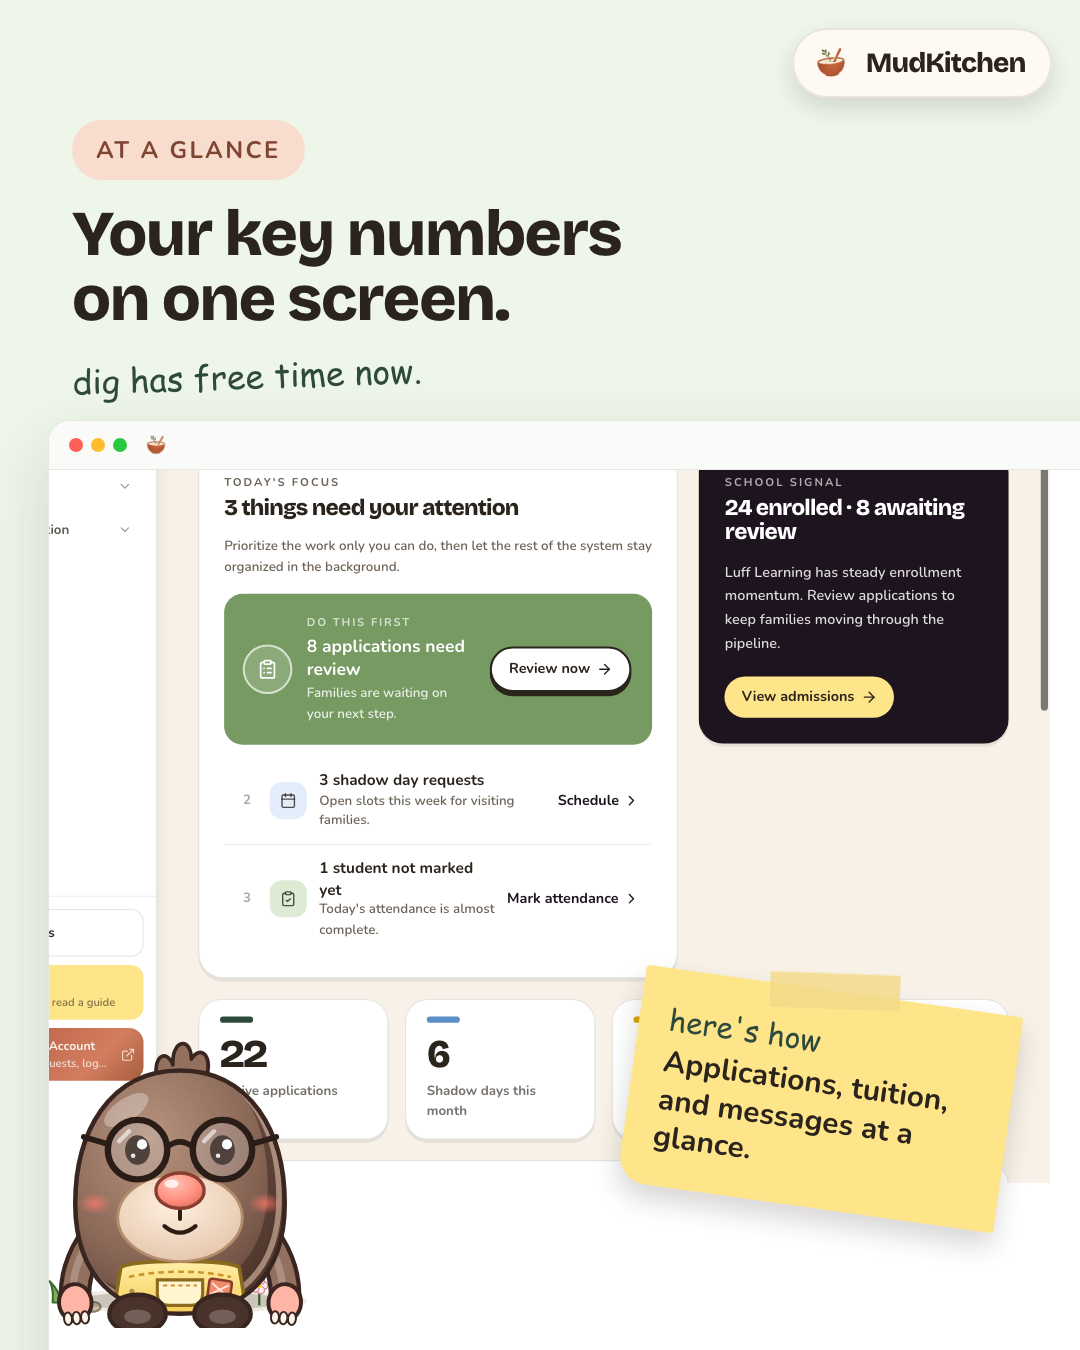 MudKitchen
AT A GLANCE
Your key numbers
on one screen.
dig has free time now.
TODAY'S FOCUS
3 things need your attention
Prioritize the work only you can do, then let the rest of the system stay
organized in the background.
DO THIS FIRST
8 applications need
review
Families are waiting on
your next step.
Review now
2
3 shadow day requests
Open slots this week for visiting
families.
Schedule
3
1 student not marked
yet
Today's attendance is almost
complete.
Mark attendance
SCHOOL SIGNAL
24 enrolled · 8 awaiting
review
Luff Learning has steady enrollment
momentum. Review applications to
keep families moving through the
pipeline.
View admissions
read a guide
Account
22
applications
6
Shadow days this
month
here's how
Applications, tuition,
and messages at a
glance.